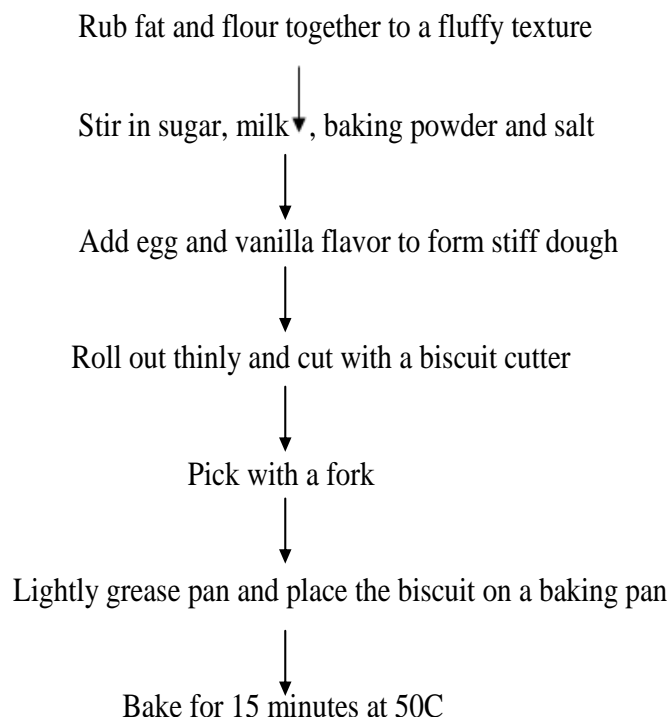 Rub fat and flour together to a fluffy texture
Stir in sugar, milk , baking powder and salt
Add egg and vanilla flavor to form stiff dough
Roll out thinly and cut with a biscuit cutter
Pick with a fork
Lightly grease pan and place the biscuit on a baking pan
Bake for 15 minutes at 50C